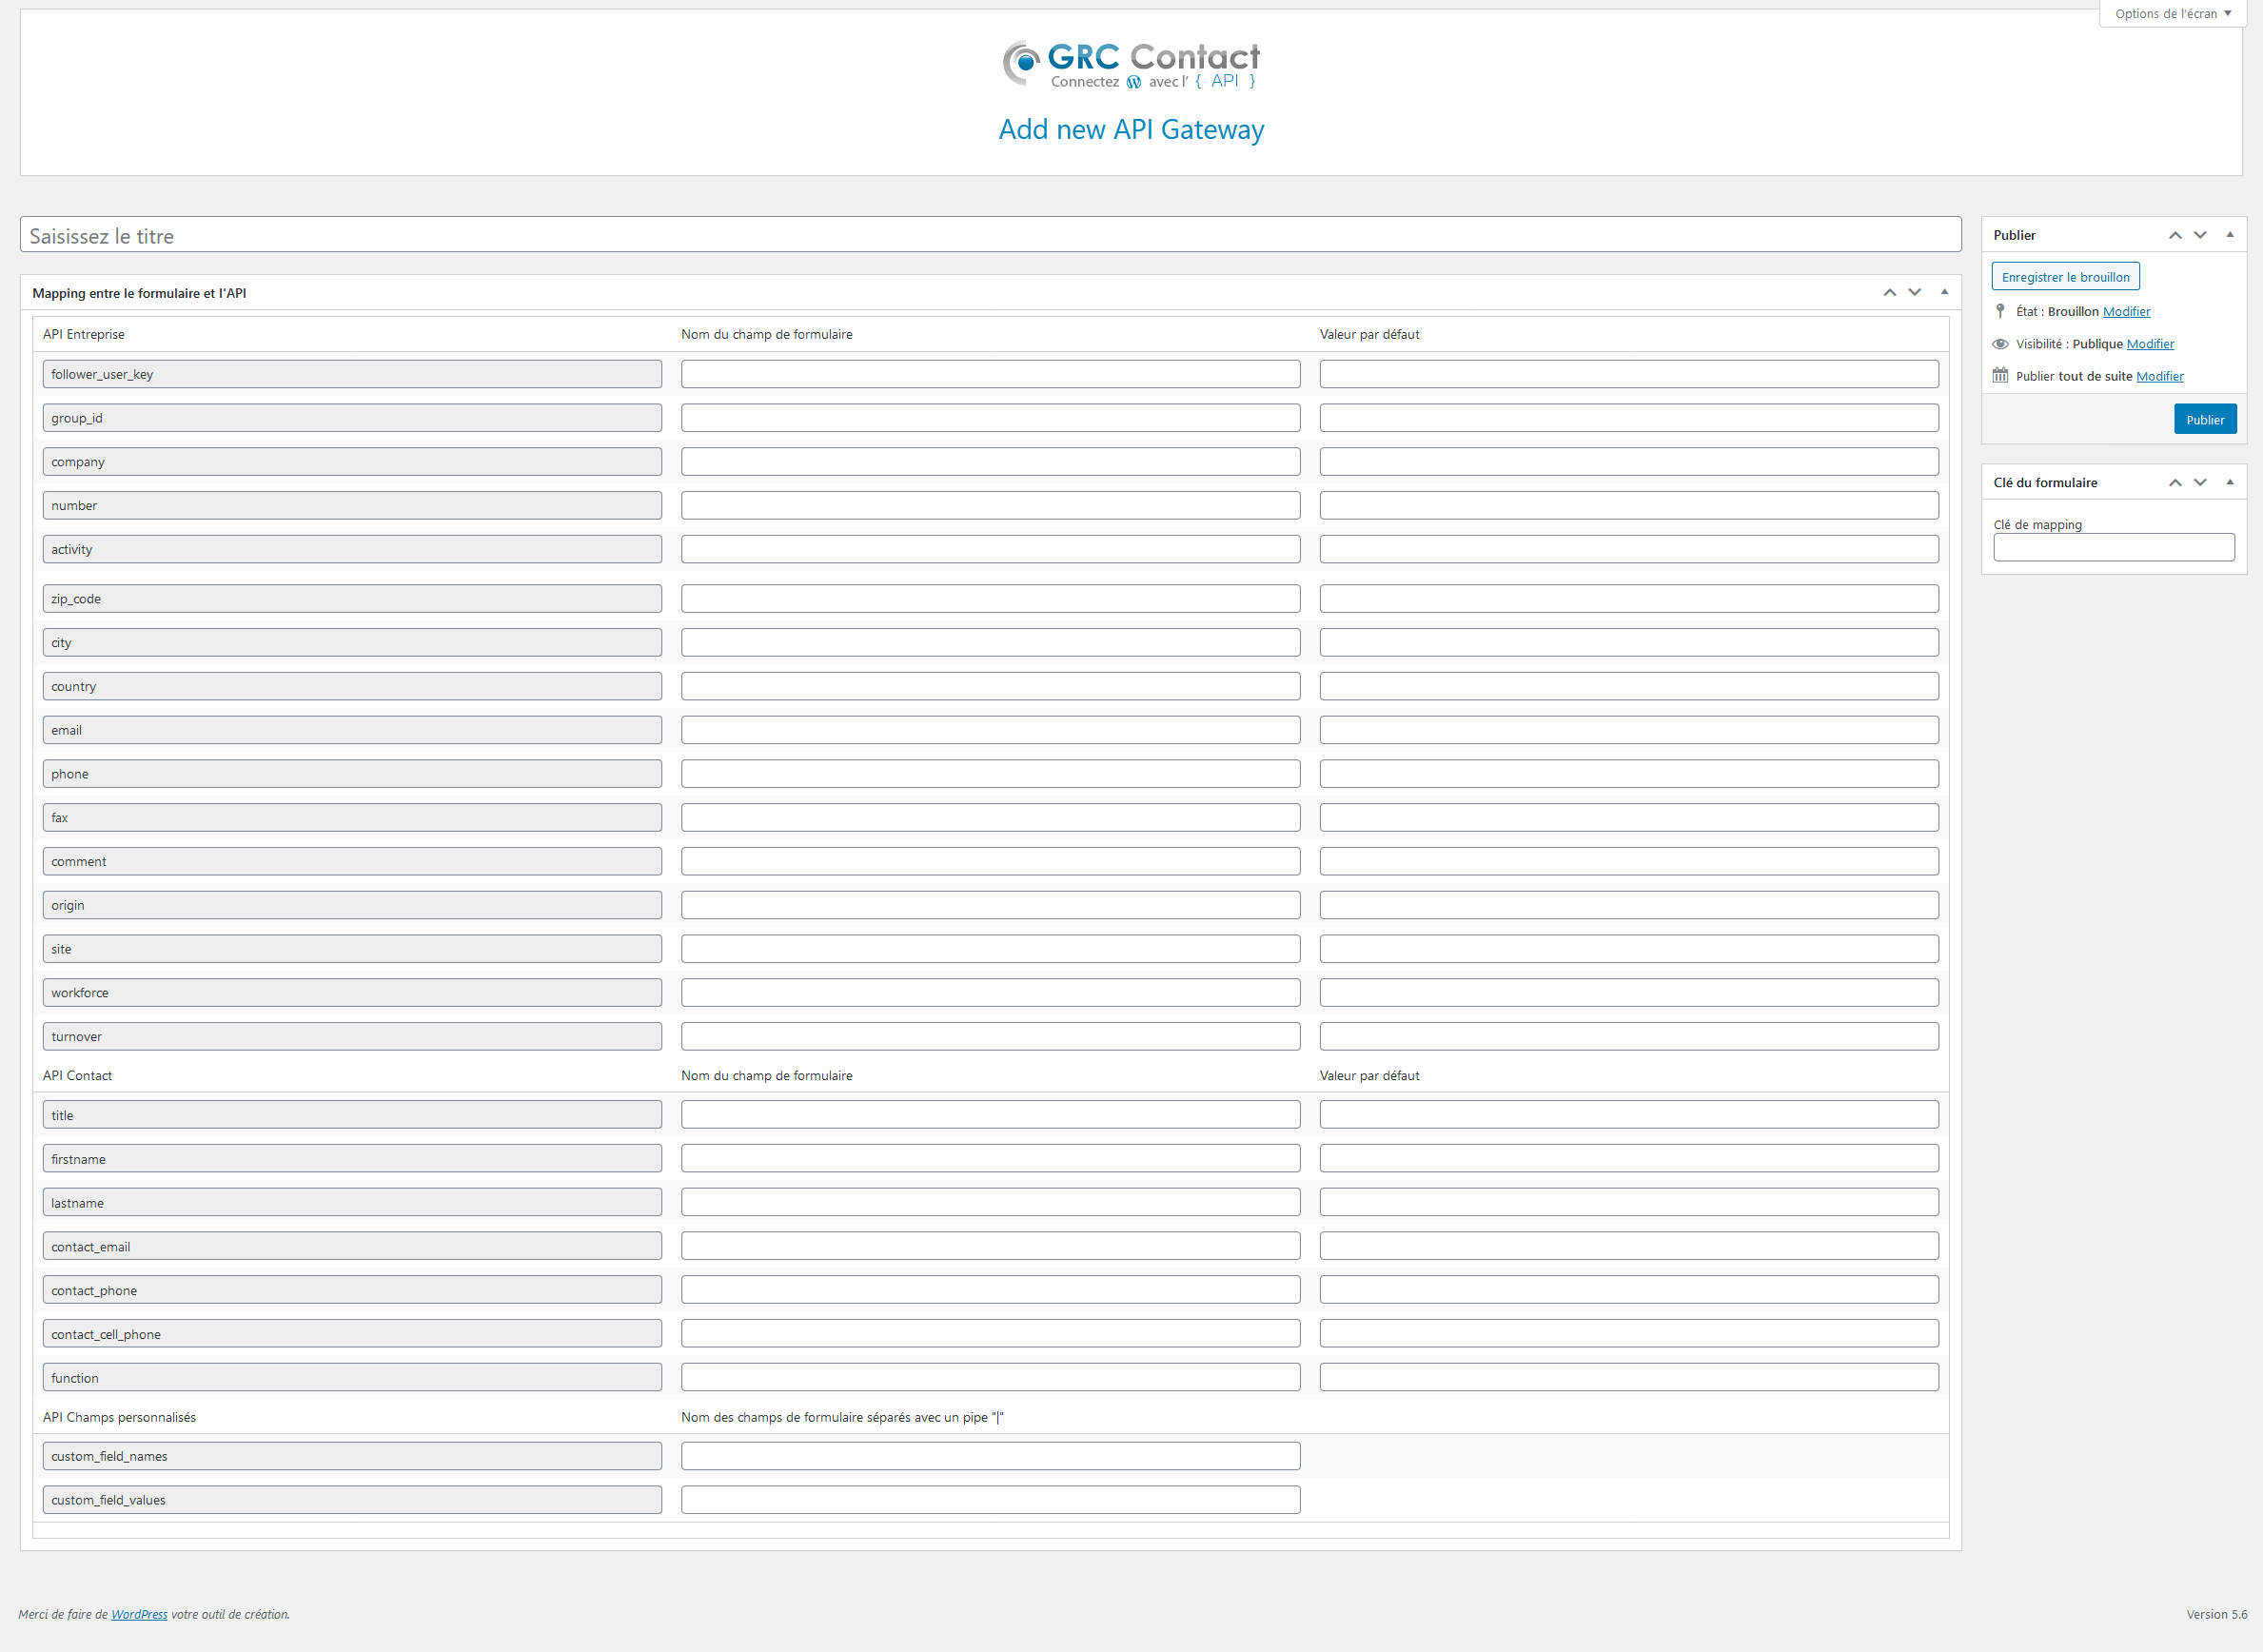 Options de l'écran
GRC Contact
Connectez avec l' { API }
Add new API Gateway
Saisissez le titre
Mapping entre le formulaire et l'API
API Entreprise Nom du champ de formulaire Valeur par défaut
follower_user_key
group_id
company
number
activity
zip_code
city
country
email
phone
fax
comment
origin
site
workforce
turnover
API Contact Nom du champ de formulaire Valeur par défaut
title
firstname
lastname
contact_email
contact_phone
contact_cell_phone
function
API Champs personnalisés Nom des champs de formulaire séparés avec un pipe "|"
custom_field_names
custom_field_values
Publier
Enregistrer le brouillon
État : Brouillon Modifier
Visibilité : Publique Modifier
Publier tout de suite Modifier
Publier
Clé du formulaire
Clé de mapping
Merci de faire de WordPress votre outil de création.
Version 5.6